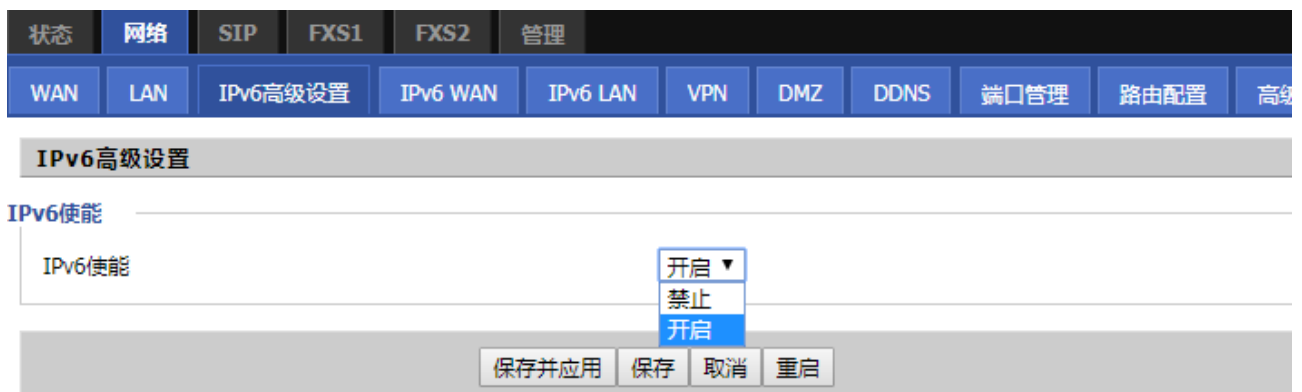 状态 网络 SIP FXS1 FXS2 管理
WAN LAN IPv6高级设置 IPv6 WAN IPv6 LAN VPN DMZ DDNS 端口管理 路由配置 高级
IPv6高级设置
IPv6使能
IPv6使能 开启
禁止
开启
保存并应用 保存 取消 重启